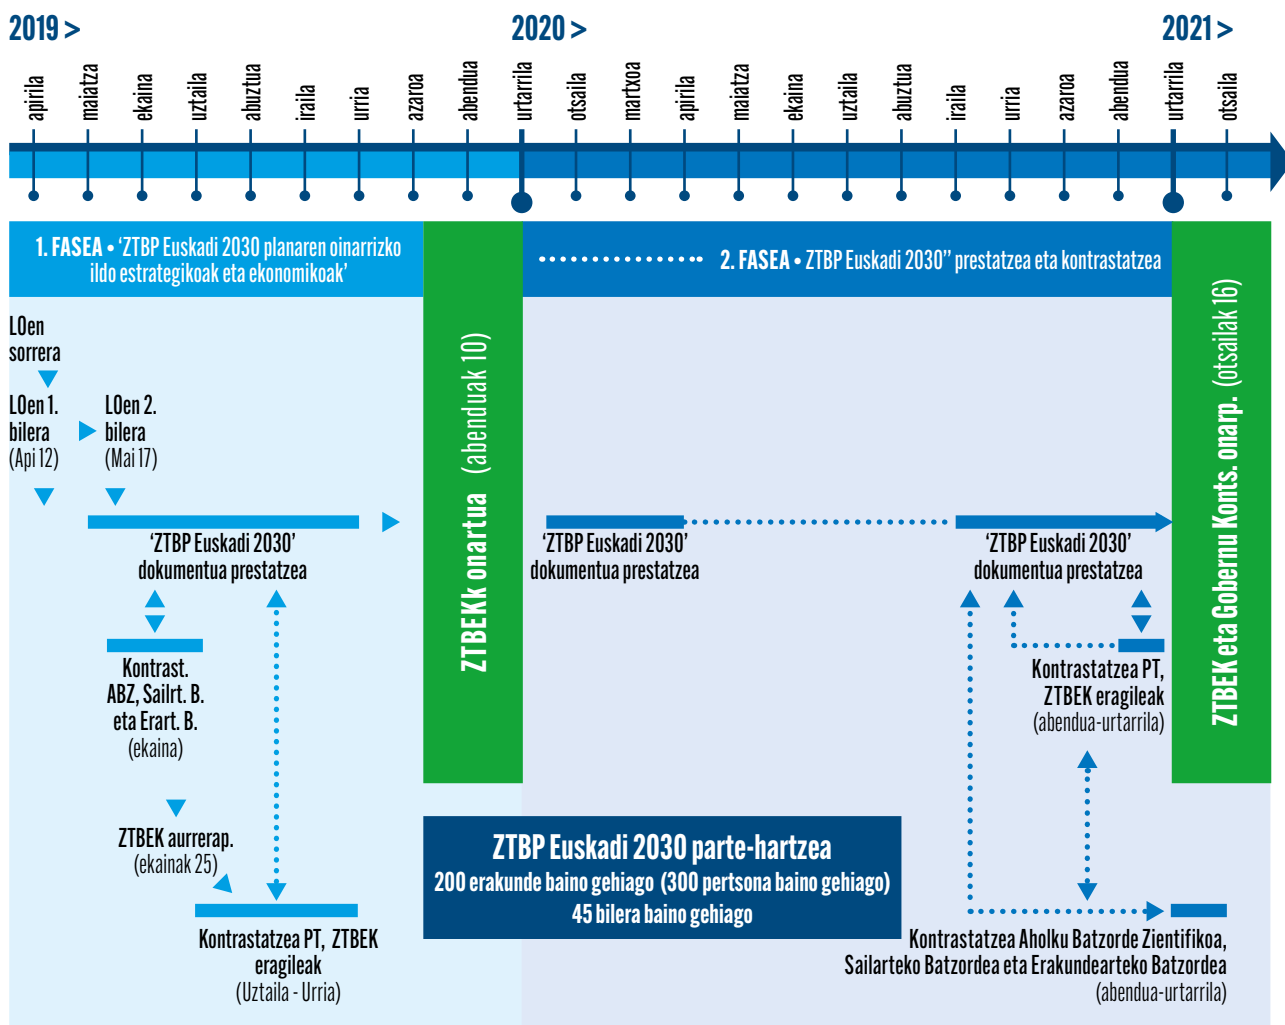 2019 >
2020 >
2021 >
apirila
maiatza
ekaina
uztaila
abuztua
iraila
urria
azaroa
abendua
urtarrila
otsaila
martxoa
apirila
maiatza
ekaina
uztaila
abuztua
iraila
urria
azaroa
abendua
urtarrila
otsaila
1. FASEA • ‘ZTBP Euskadi 2030 planaren oinarrizko
ildo estrategikoak eta ekonomikoak’
2. FASEA • ZTBP Euskadi 2030” prestatzea eta kontrastatzea
LOen
sorrera
LOen 1.
bilera
(Api 12)
LOen 2.
bilera
(Mai 17)
‘ZTBP Euskadi 2030’
dokumentua prestatzea
Kontrast.
ABZ, Sailrt. B.
eta Erart. B.
(ekaina)
ZTBEK aurrerap.
(ekainak 25)
Kontrastatzea PT, ZTBEK
eragileak
(Uztaila - Urria)
ZTBEKk onartua (abenduak 10)
‘ZTBP Euskadi 2030’
dokumentua prestatzea
‘ZTBP Euskadi 2030’
dokumentua prestatzea
Kontrastatzea PT,
ZTBEK eragileak
(abendua-urtarrila)
ZTBEK eta Gobernu Konts. onarp. (otsailak 16)
ZTBP Euskadi 2030 parte-hartzea
200 erakunde baino gehiago (300 pertsona baino gehiago)
45 bilera baino gehiago
Kontrastatzea Aholku Batzorde Zientifikoa,
Sailarteko Batzordea eta Erakundearteko Batzordea
(abendua-urtarrila)